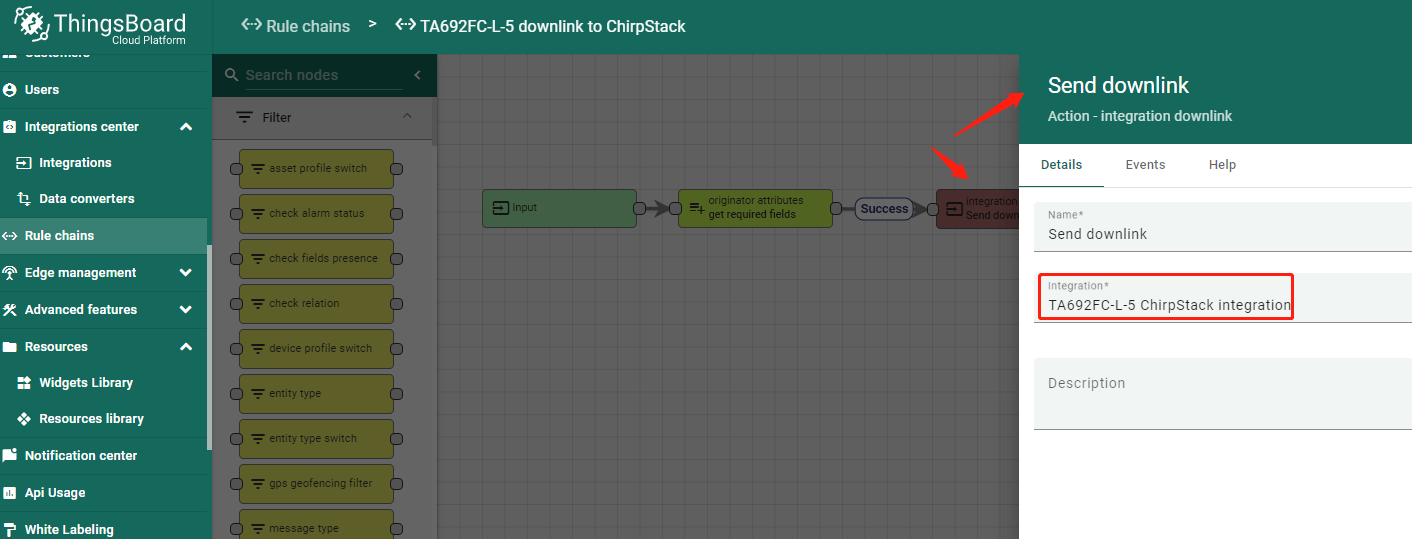 ThingsBoard
Cloud Platform
Rule chains > TA692FC-L-5 downlink to ChirpStack
Customers
Users
Integrations center
Integrations
Data converters
Rule chains
Edge management
Advanced features
Resources
Widgets Library
Resources library
Notification center
Api Usage
White Labeling
Search nodes
Filter
asset profile switch
check alarm status
check fields presence
check relation
device profile switch
entity type
entity type switch
gps geofencing filter
message type
Input
originator attributes
get required fields
Success
integration
Send down
Send downlink
Action - integration downlink
Details Events Help
Name*
Send downlink
Integration*
TA692FC-L-5 ChirpStack integration
Description